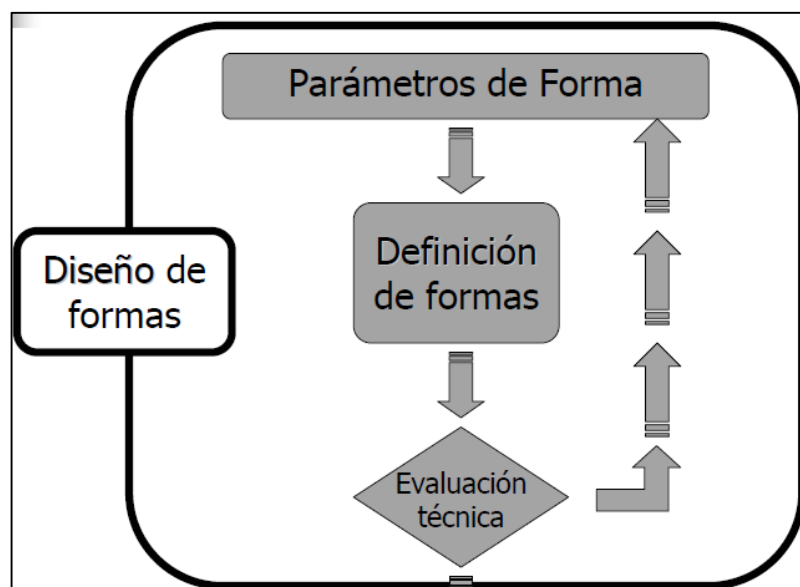 Parámetros de Forma
Definición
de formas
Diseño de
formas
Evaluación
técnica